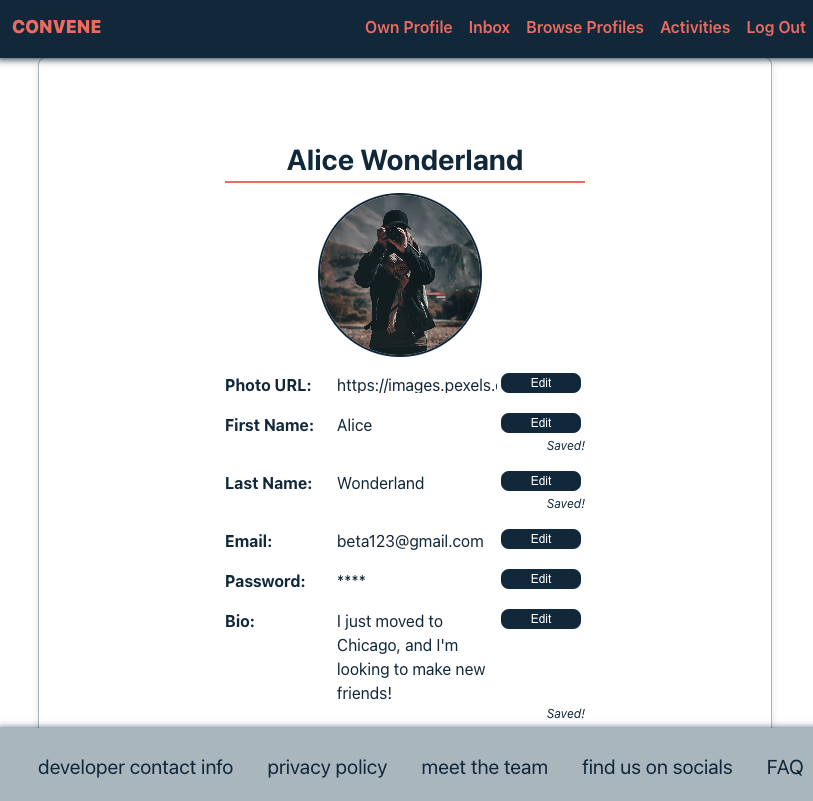 CONVENE Own Profile Inbox Browse Profiles Activities Log Out
Alice Wonderland
Photo URL: https://images.pexels. Edit
First Name: Alice Edit
Saved!
Last Name: Wonderland Edit
Saved!
Email: beta123@gmail.com Edit
Password: **** Edit
Bio: I just moved to Edit
Chicago, and I'm
looking to make new
friends!
Saved!
developer contact info privacy policy meet the team find us on socials FAQ